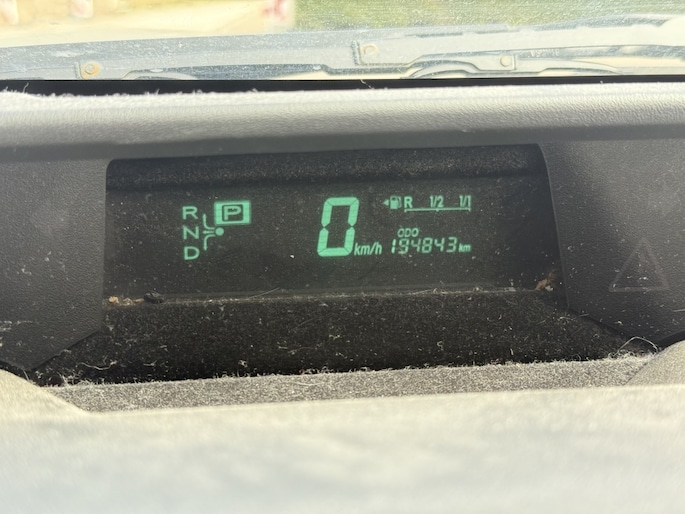 R P
N
D
0 km/h
R 1/2 1/1
ODO
194843 km